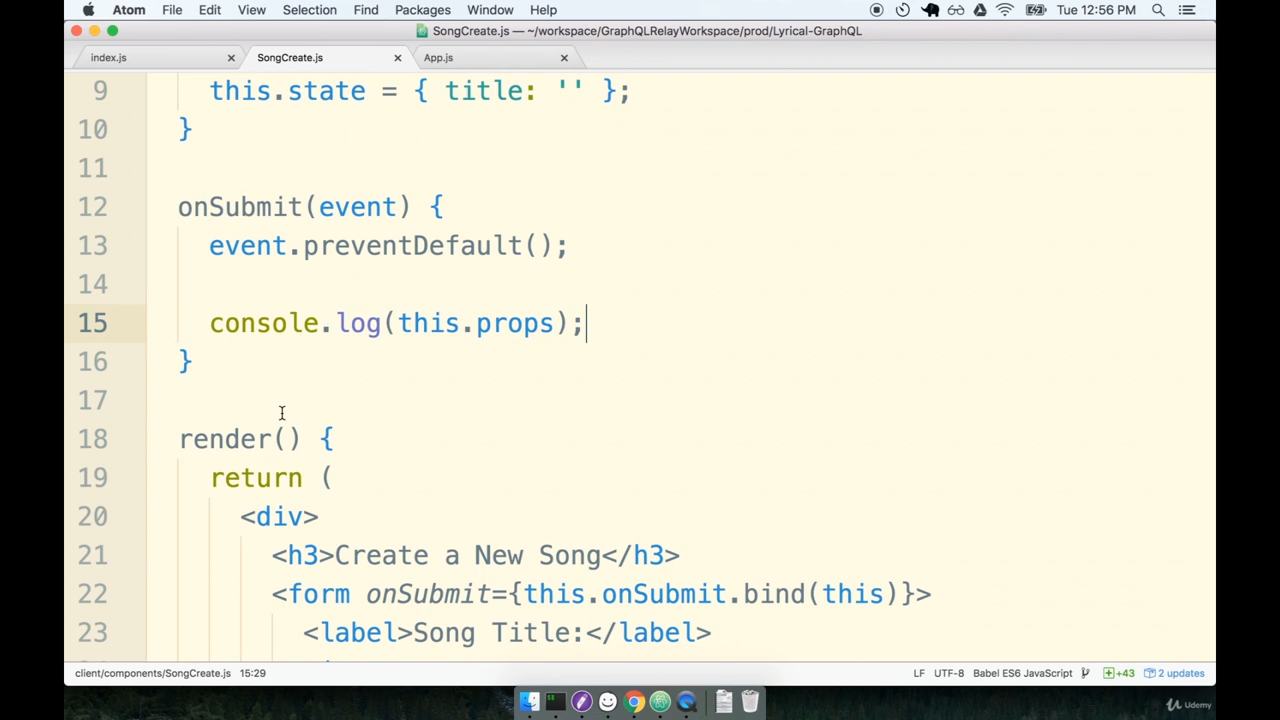 Atom File Edit View Selection Find Packages Window Help Tue 12:56 PM
SongCreate.js — ~/workspace/GraphQLRelayWorkspace/prod/Lyrical-GraphQL
index.js SongCreate.js App.js
9 this.state = { title: '' };
10 }
11
12 onSubmit(event) {
13 event.preventDefault();
14
15 console.log(this.props);
16 }
17
18 render() {
19 return (
20 <div>
21 <h3>Create a New Song</h3>
22 <form onSubmit={this.onSubmit.bind(this)}>
23 <label>Song Title:</label>
client/components/SongCreate.js 15:29 LF UTF-8 Babel ES6 JavaScript +43 2 updates
Udemy